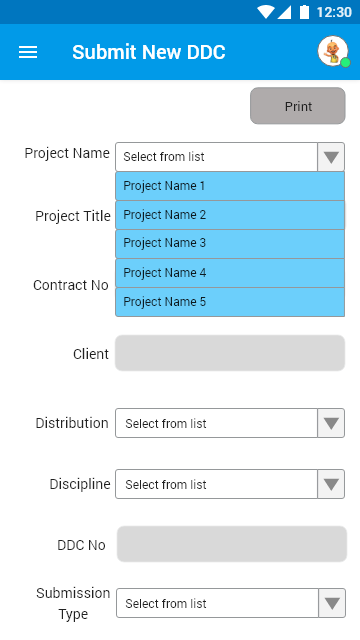 12:30
Submit New DDC
Print
Project Name
Select from list
Project Name 1
Project Title
Project Name 2
Project Name 3
Contract No
Project Name 4
Project Name 5
Client
Distribution
Select from list
Discipline
Select from list
DDC No
Submission
Type
Select from list